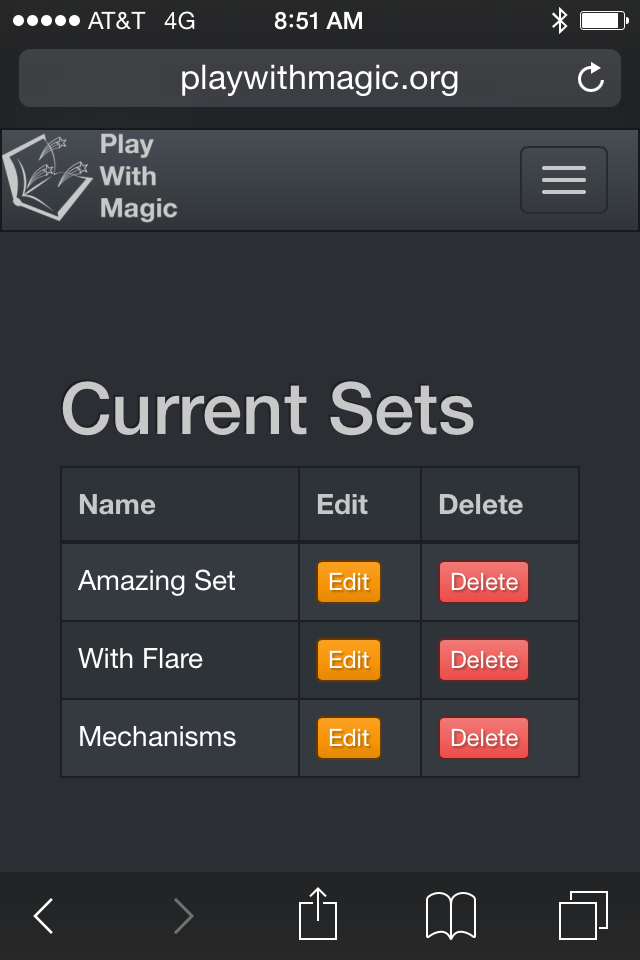 AT&T 4G 8:51 AM
playwithmagic.org
Play
With
Magic
Current Sets
Name Edit Delete
Amazing Set Edit Delete
With Flare Edit Delete
Mechanisms Edit Delete